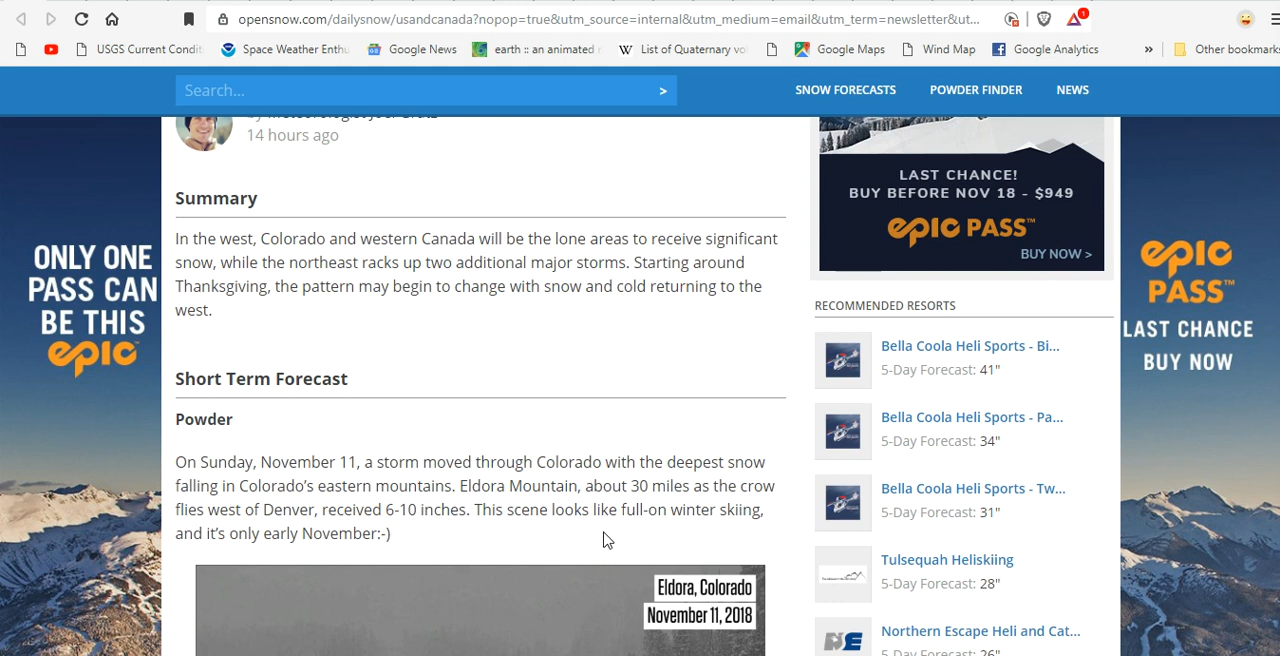 opensnow.com/dailysnow/usandcanada?nopop=true&utm_source=internal&utm_medium=email&utm_term=newsletter&ut...
1
USGS Current Condit
Space Weather Enthu
Google News
earth :: an animated
W List of Quaternary vo
Google Maps
Wind Map
Google Analytics
»
Other bookmarks
Search...
>
SNOW FORECASTS
POWDER FINDER
NEWS
14 hours ago
Summary
In the west, Colorado and western Canada will be the lone areas to receive significant
snow, while the northeast racks up two additional major storms. Starting around
Thanksgiving, the pattern may begin to change with snow and cold returning to the
west.
Short Term Forecast
Powder
On Sunday, November 11, a storm moved through Colorado with the deepest snow
falling in Colorado's eastern mountains. Eldora Mountain, about 30 miles as the crow
flies west of Denver, received 6-10 inches. This scene looks like full-on winter skiing,
and it's only early November:-)
Eldora, Colorado
November 11, 2018
LAST CHANCE!
BUY BEFORE NOV 18 - $949
epic PASS™
BUY NOW >
RECOMMENDED RESORTS
Bella Coola Heli Sports - Bi...
5-Day Forecast: 41"
Bella Coola Heli Sports - Pa...
5-Day Forecast: 34"
Bella Coola Heli Sports - Tw...
5-Day Forecast: 31"
Tulsequah Heliskiing
5-Day Forecast: 28"
Northern Escape Heli and Cat...
5-Day Forecast: 26"
ONLY ONE
PASS CAN
BE THIS
epic
epic
PASS™
LAST CHANCE
BUY NOW